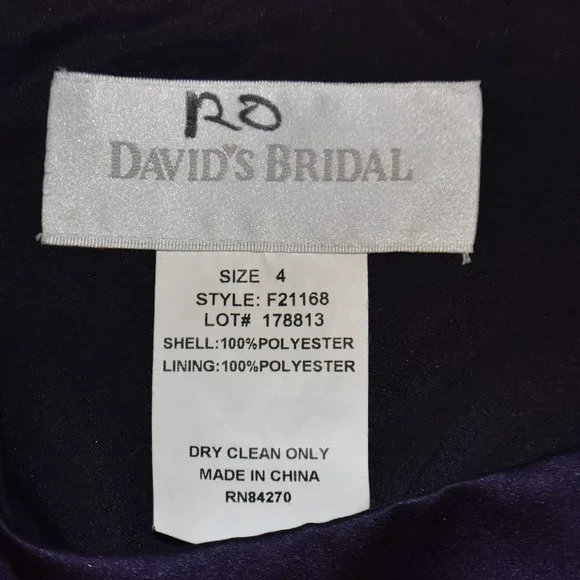 RO
DAVID'S BRIDAL
SIZE 4
STYLE: F21168
LOT# 178813
SHELL:100%POLYESTER
LINING:100%POLYESTER
DRY CLEAN ONLY
MADE IN CHINA
RN84270